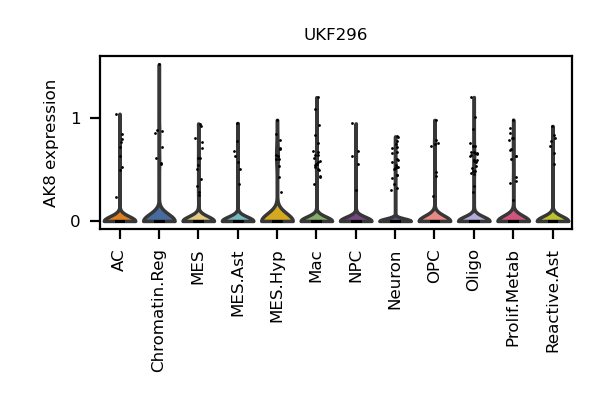 UKF296
AK8 expression
1
0
AC
Chromatin.Reg
MES
MES.Ast
MES.Hyp
Mac
NPC
Neuron
OPC
Oligo
Prolif.Metab
Reactive.Ast